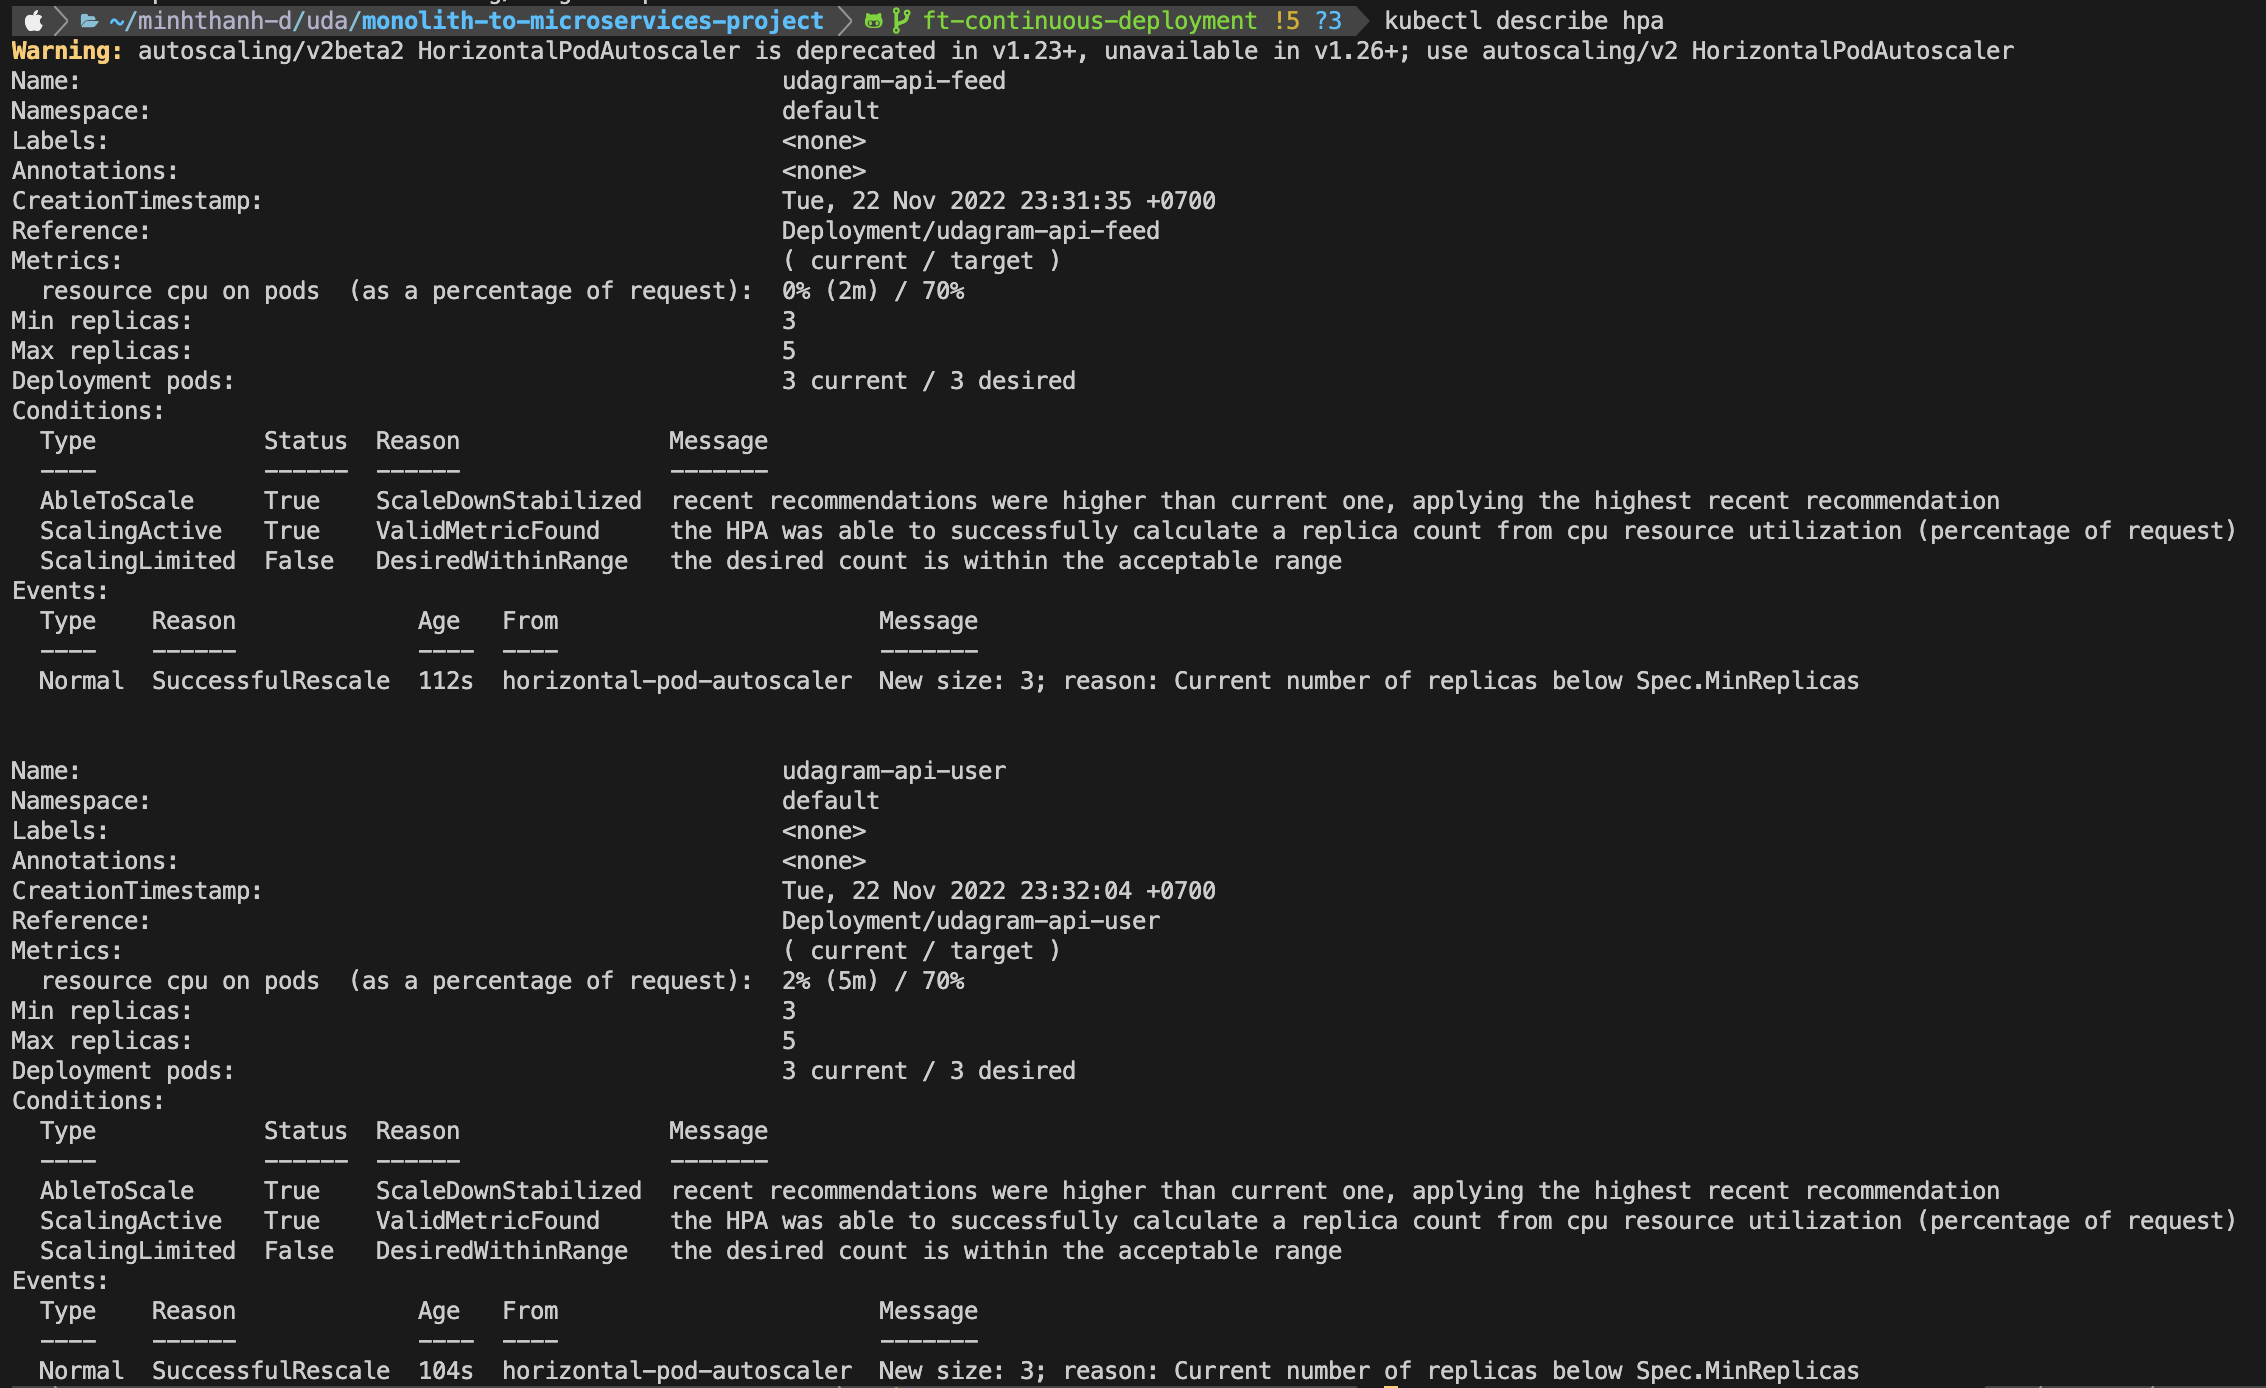 ~/minhthanh-d/uda/monolith-to-microservices-project ft-continuous-deployment !5 ?3 kubectl describe hpa
Warning: autoscaling/v2beta2 HorizontalPodAutoscaler is deprecated in v1.23+, unavailable in v1.26+; use autoscaling/v2 HorizontalPodAutoscaler
Name: udagram-api-feed
Namespace: default
Labels: <none>
Annotations: <none>
CreationTimestamp: Tue, 22 Nov 2022 23:31:35 +0700
Reference: Deployment/udagram-api-feed
Metrics: ( current / target )
resource cpu on pods (as a percentage of request): 0% (2m) / 70%
Min replicas: 3
Max replicas: 5
Deployment pods: 3 current / 3 desired
Conditions:
Type Status Reason Message
---- ------ ------ -------
AbleToScale True ScaleDownStabilized recent recommendations were higher than current one, applying the highest recent recommendation
ScalingActive True ValidMetricFound the HPA was able to successfully calculate a replica count from cpu resource utilization (percentage of request)
ScalingLimited False DesiredWithinRange the desired count is within the acceptable range
Events:
Type Reason Age From Message
---- ------ ---- ---- -------
Normal SuccessfulRescale 112s horizontal-pod-autoscaler New size: 3; reason: Current number of replicas below Spec.MinReplicas
Name: udagram-api-user
Namespace: default
Labels: <none>
Annotations: <none>
CreationTimestamp: Tue, 22 Nov 2022 23:32:04 +0700
Reference: Deployment/udagram-api-user
Metrics: ( current / target )
resource cpu on pods (as a percentage of request): 2% (5m) / 70%
Min replicas: 3
Max replicas: 5
Deployment pods: 3 current / 3 desired
Conditions:
Type Status Reason Message
---- ------ ------ -------
AbleToScale True ScaleDownStabilized recent recommendations were higher than current one, applying the highest recent recommendation
ScalingActive True ValidMetricFound the HPA was able to successfully calculate a replica count from cpu resource utilization (percentage of request)
ScalingLimited False DesiredWithinRange the desired count is within the acceptable range
Events:
Type Reason Age From Message
---- ------ ---- ---- -------
Normal SuccessfulRescale 104s horizontal-pod-autoscaler New size: 3; reason: Current number of replicas below Spec.MinReplicas